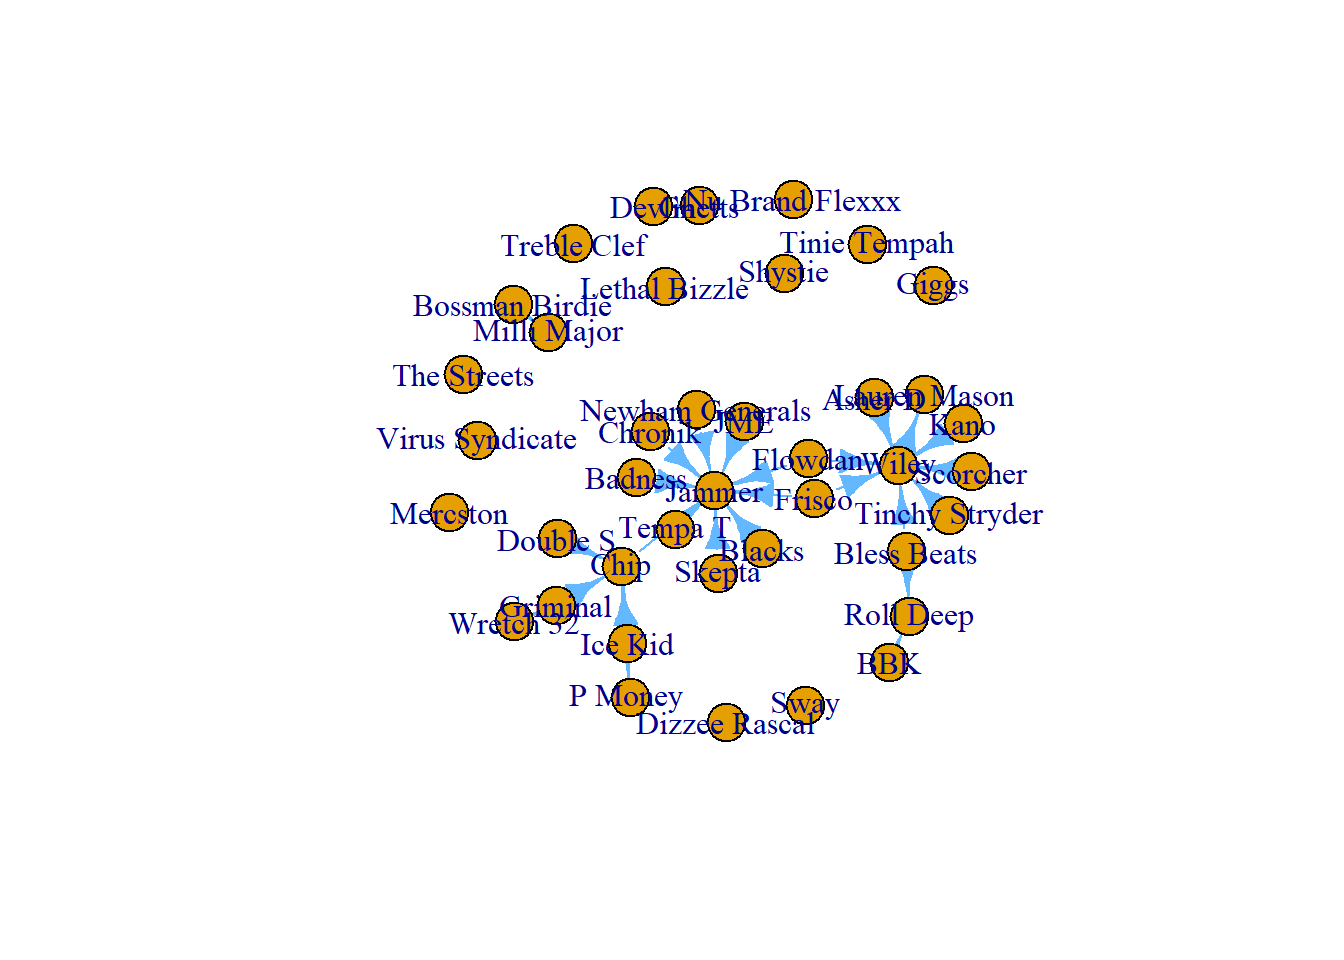 Devlin
Ghetts
Nu Brand Flexxx
Treble Clef
Tinie Tempah
Shystie
Lethal Bizzle
Giggs
Bossman Birdie
Milli Major
The Streets
Lauren Mason
Asher D
Newham Generals
JME
Kano
Chronik
Virus Syndicate
Flowdan
Wiley
Scorcher
Badness
Jammer
Frisco
Mercston
Tinchy Stryder
Tempa T
Double S
Blacks
Bless Beats
Chip
Skepta
Griminal
Wretch 32
Roll Deep
Ice Kid
BBK
P Money
Sway
Dizzee Rascal